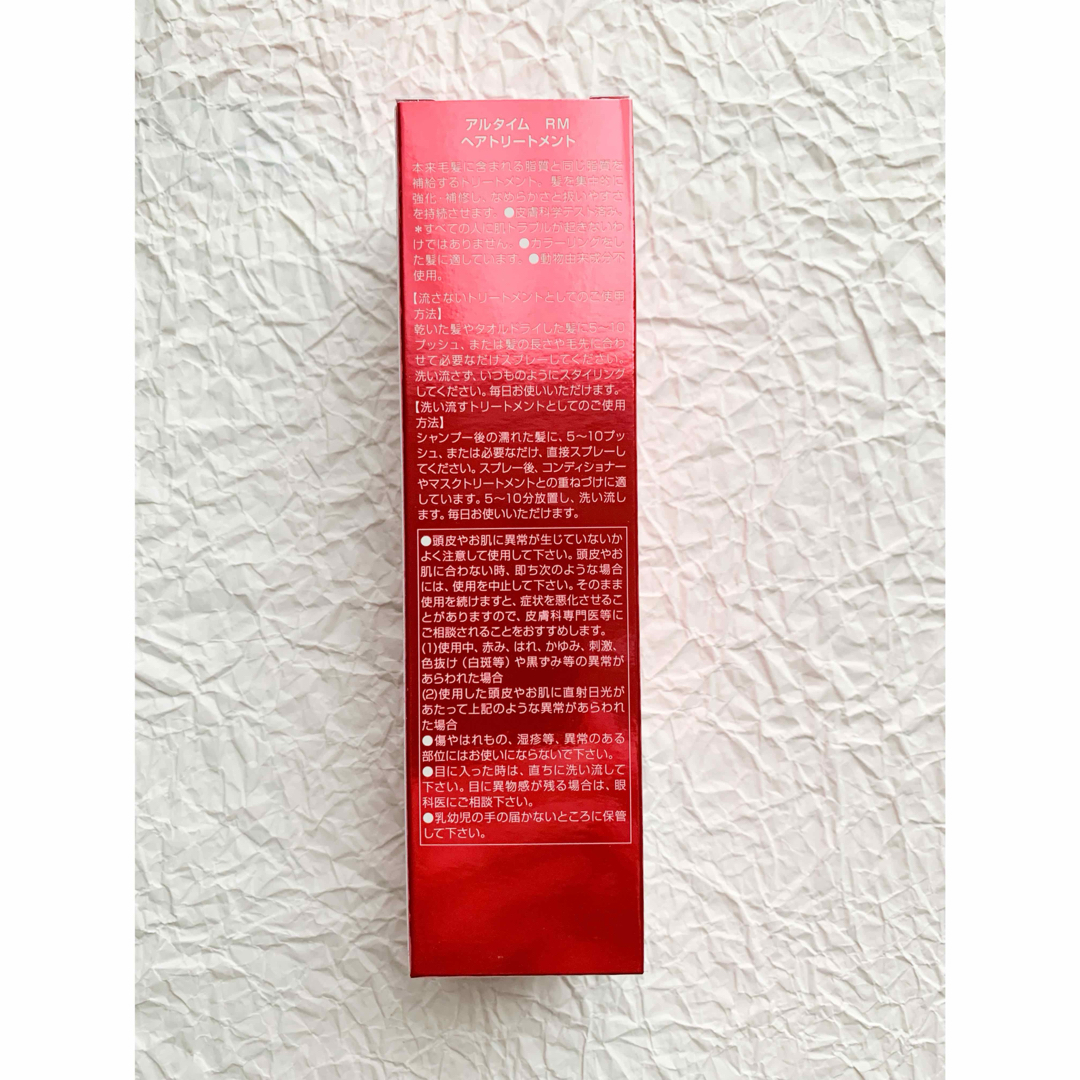 アルタイム　RM
ヘアトリートメント
本来毛髪に含まれる脂質と同じ脂質を
補給するトリートメント。髪を集中的に
強化・補修し、なめらかさと扱いやすさ
を持続させます。●皮膚科学テスト済み。
＊すべての人に肌トラブルが起きないわ
けではありません。●カラーリングをし
た髪に適しています。●動物由来成分不
使用。
【流さないトリートメントとしてのご使用
方法】
乾いた髪やタオルドライした髪に5～10
プッシュ、または髪の長さや毛先に合わ
せて必要なだけスプレーしてください。
洗い流さず、いつものようにスタイリング
してください。毎日お使いいただけます。
【洗い流すトリートメントとしてのご使用
方法】
シャンプー後の濡れた髪に、5～10プッ
シュ、または必要なだけ、直接スプレーし
てください。スプレー後、コンディショナー
やマスクトリートメントとの重ねづけに適
しています。5～10分放置し、洗い流し
ます。毎日お使いいただけます。
●頭皮やお肌に異常が生じていないか
よく注意して使用して下さい。頭皮やお
肌に合わない時、即ち次のような場合
には、使用を中止して下さい。そのまま
使用を続けますと、症状を悪化させるこ
とがありますので、皮膚科専門医等に
ご相談されることをおすすめします。
(1)使用中、赤み、はれ、かゆみ、刺激、
色抜け（白斑等）や黒ずみ等の異常が
あらわれた場合
(2)使用した頭皮やお肌に直射日光が
あたって上記のような異常があらわれ
た場合
●傷やはれもの、湿疹等、異常のある
部位にはお使いにならないで下さい。
●目に入った時は、直ちに洗い流して
下さい。目に異物感が残る場合は、眼
科医にご相談下さい。
●乳幼児の手の届かないところに保管
して下さい。